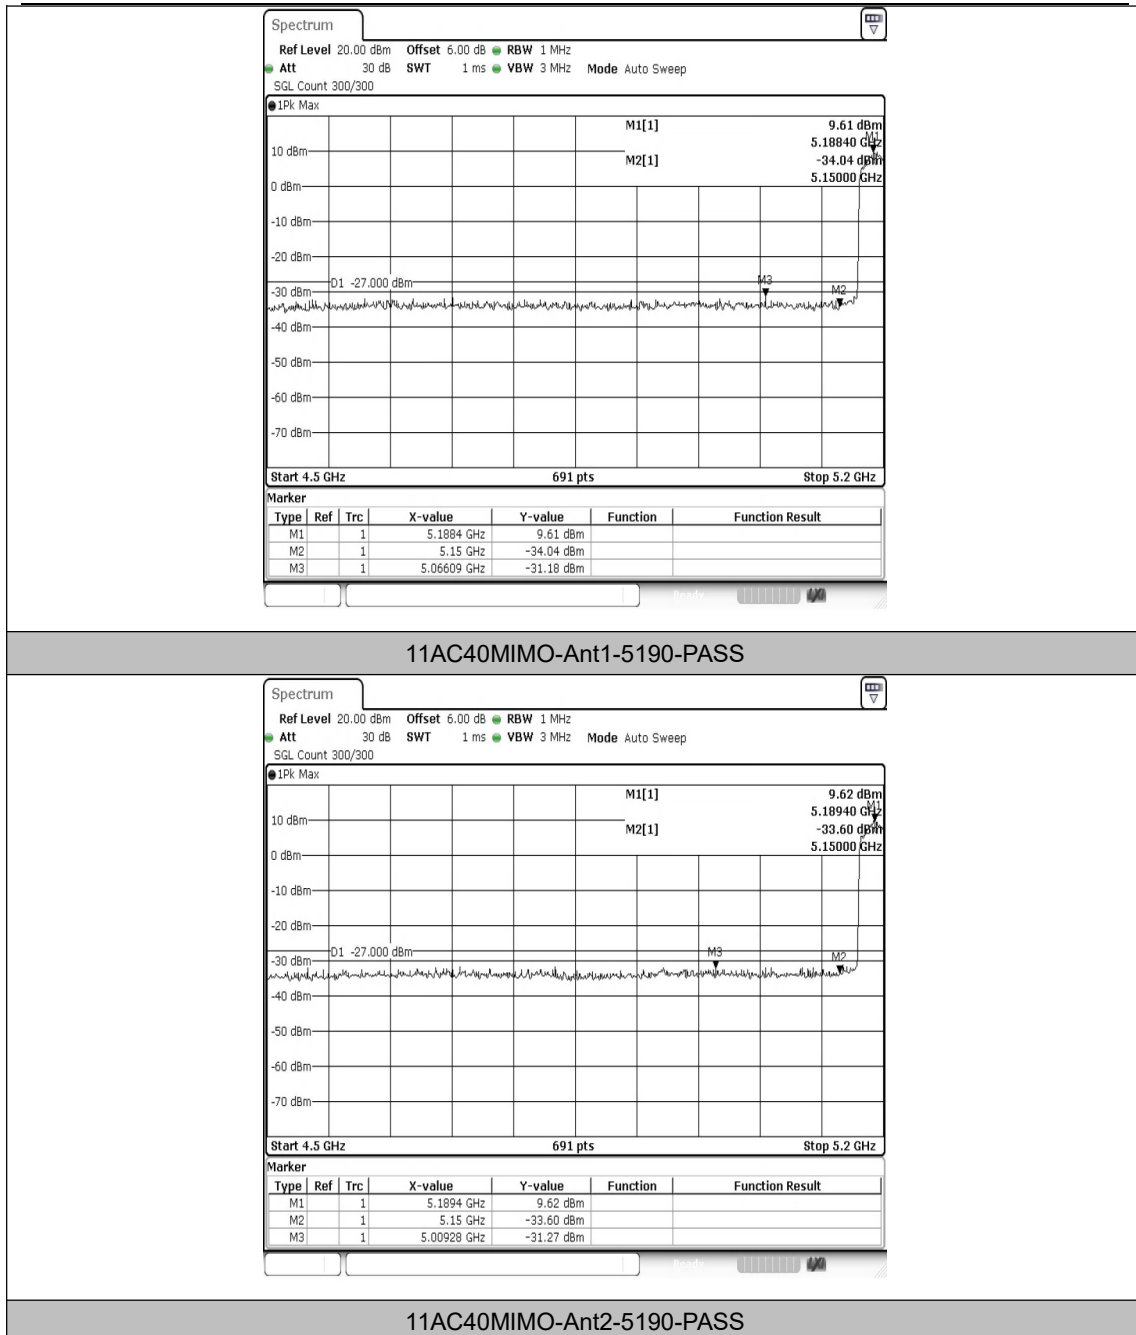 Spectrum
Ref Level 20.00 dBm Offset 6.00 dB RBW 1 MHz
Att 30 dB SWT 1 ms VBW 3 MHz Mode Auto Sweep
SGL Count 300/300
1Pk Max
M1[1] 9.61 dBm
5.18840 GHz
M1
10 dBm
M2[1] -34.04 dBm
5.15000 GHz
0 dBm
-10 dBm
-20 dBm
D1 -27.000 dBm
M3
M2
-30 dBm
-40 dBm
-50 dBm
-60 dBm
-70 dBm
Start 4.5 GHz 691 pts Stop 5.2 GHz
Marker
Type Ref Trc X-value Y-value Function Function Result
M1 1 5.1884 GHz 9.61 dBm
M2 1 5.15 GHz -34.04 dBm
M3 1 5.06609 GHz -31.18 dBm
Ready
11AC40MIMO-Ant1-5190-PASS
Spectrum
Ref Level 20.00 dBm Offset 6.00 dB RBW 1 MHz
Att 30 dB SWT 1 ms VBW 3 MHz Mode Auto Sweep
SGL Count 300/300
1Pk Max
M1[1] 9.62 dBm
5.18940 GHz
M1
10 dBm
M2[1] -33.60 dBm
5.15000 GHz
0 dBm
-10 dBm
-20 dBm
D1 -27.000 dBm
M3
M2
-30 dBm
-40 dBm
-50 dBm
-60 dBm
-70 dBm
Start 4.5 GHz 691 pts Stop 5.2 GHz
Marker
Type Ref Trc X-value Y-value Function Function Result
M1 1 5.1894 GHz 9.62 dBm
M2 1 5.15 GHz -33.60 dBm
M3 1 5.00928 GHz -31.27 dBm
Ready
11AC40MIMO-Ant2-5190-PASS